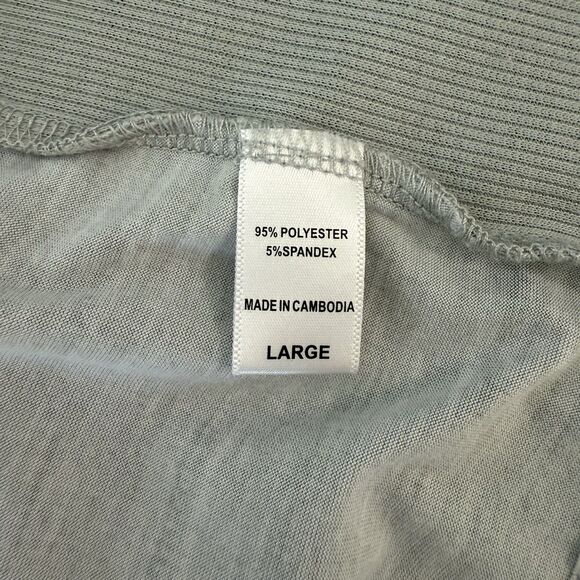 95% POLYESTER
5%SPANDEX
MADE IN CAMBODIA
LARGE